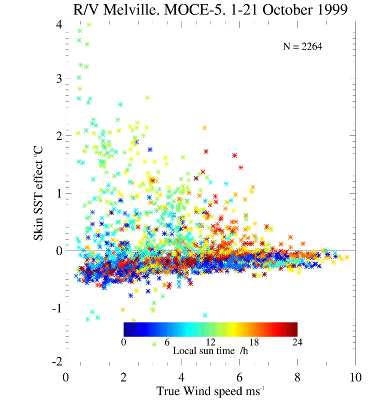 R/V Melville. MOCE-5. 1-21 October 1999
4
N = 2264
3
2
1
0
-1
-2
Skin SST effect °C
0 6 12 18 24
Local sun time /h
0 2 4 6 8 10
True Wind speed ms⁻¹